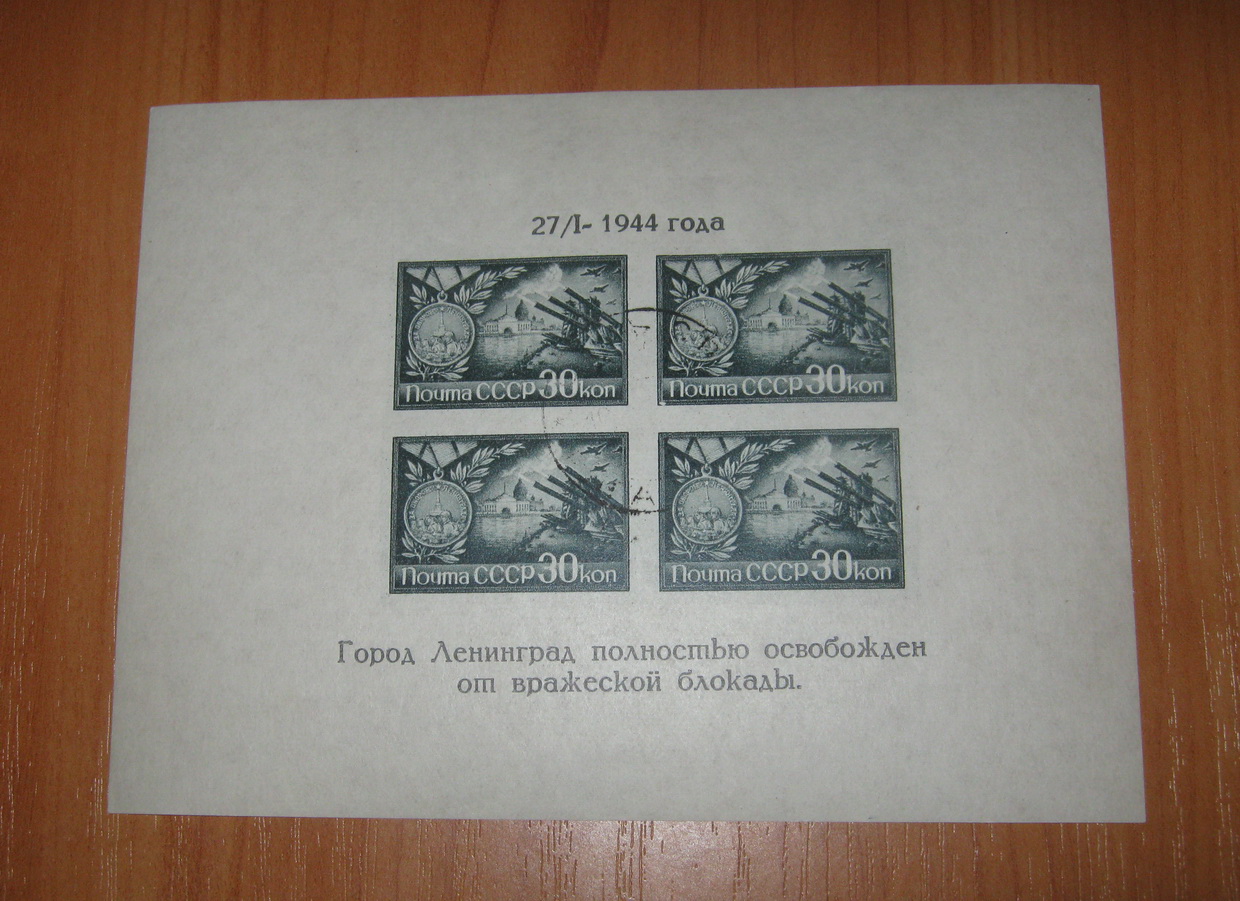 27/I- 1944 года
Почта СССР 30 коп
Почта СССР 30 коп
Почта СССР 30 коп
Почта СССР 30 коп
Город Ленинград полностью освобожден
от вражеской блокады.